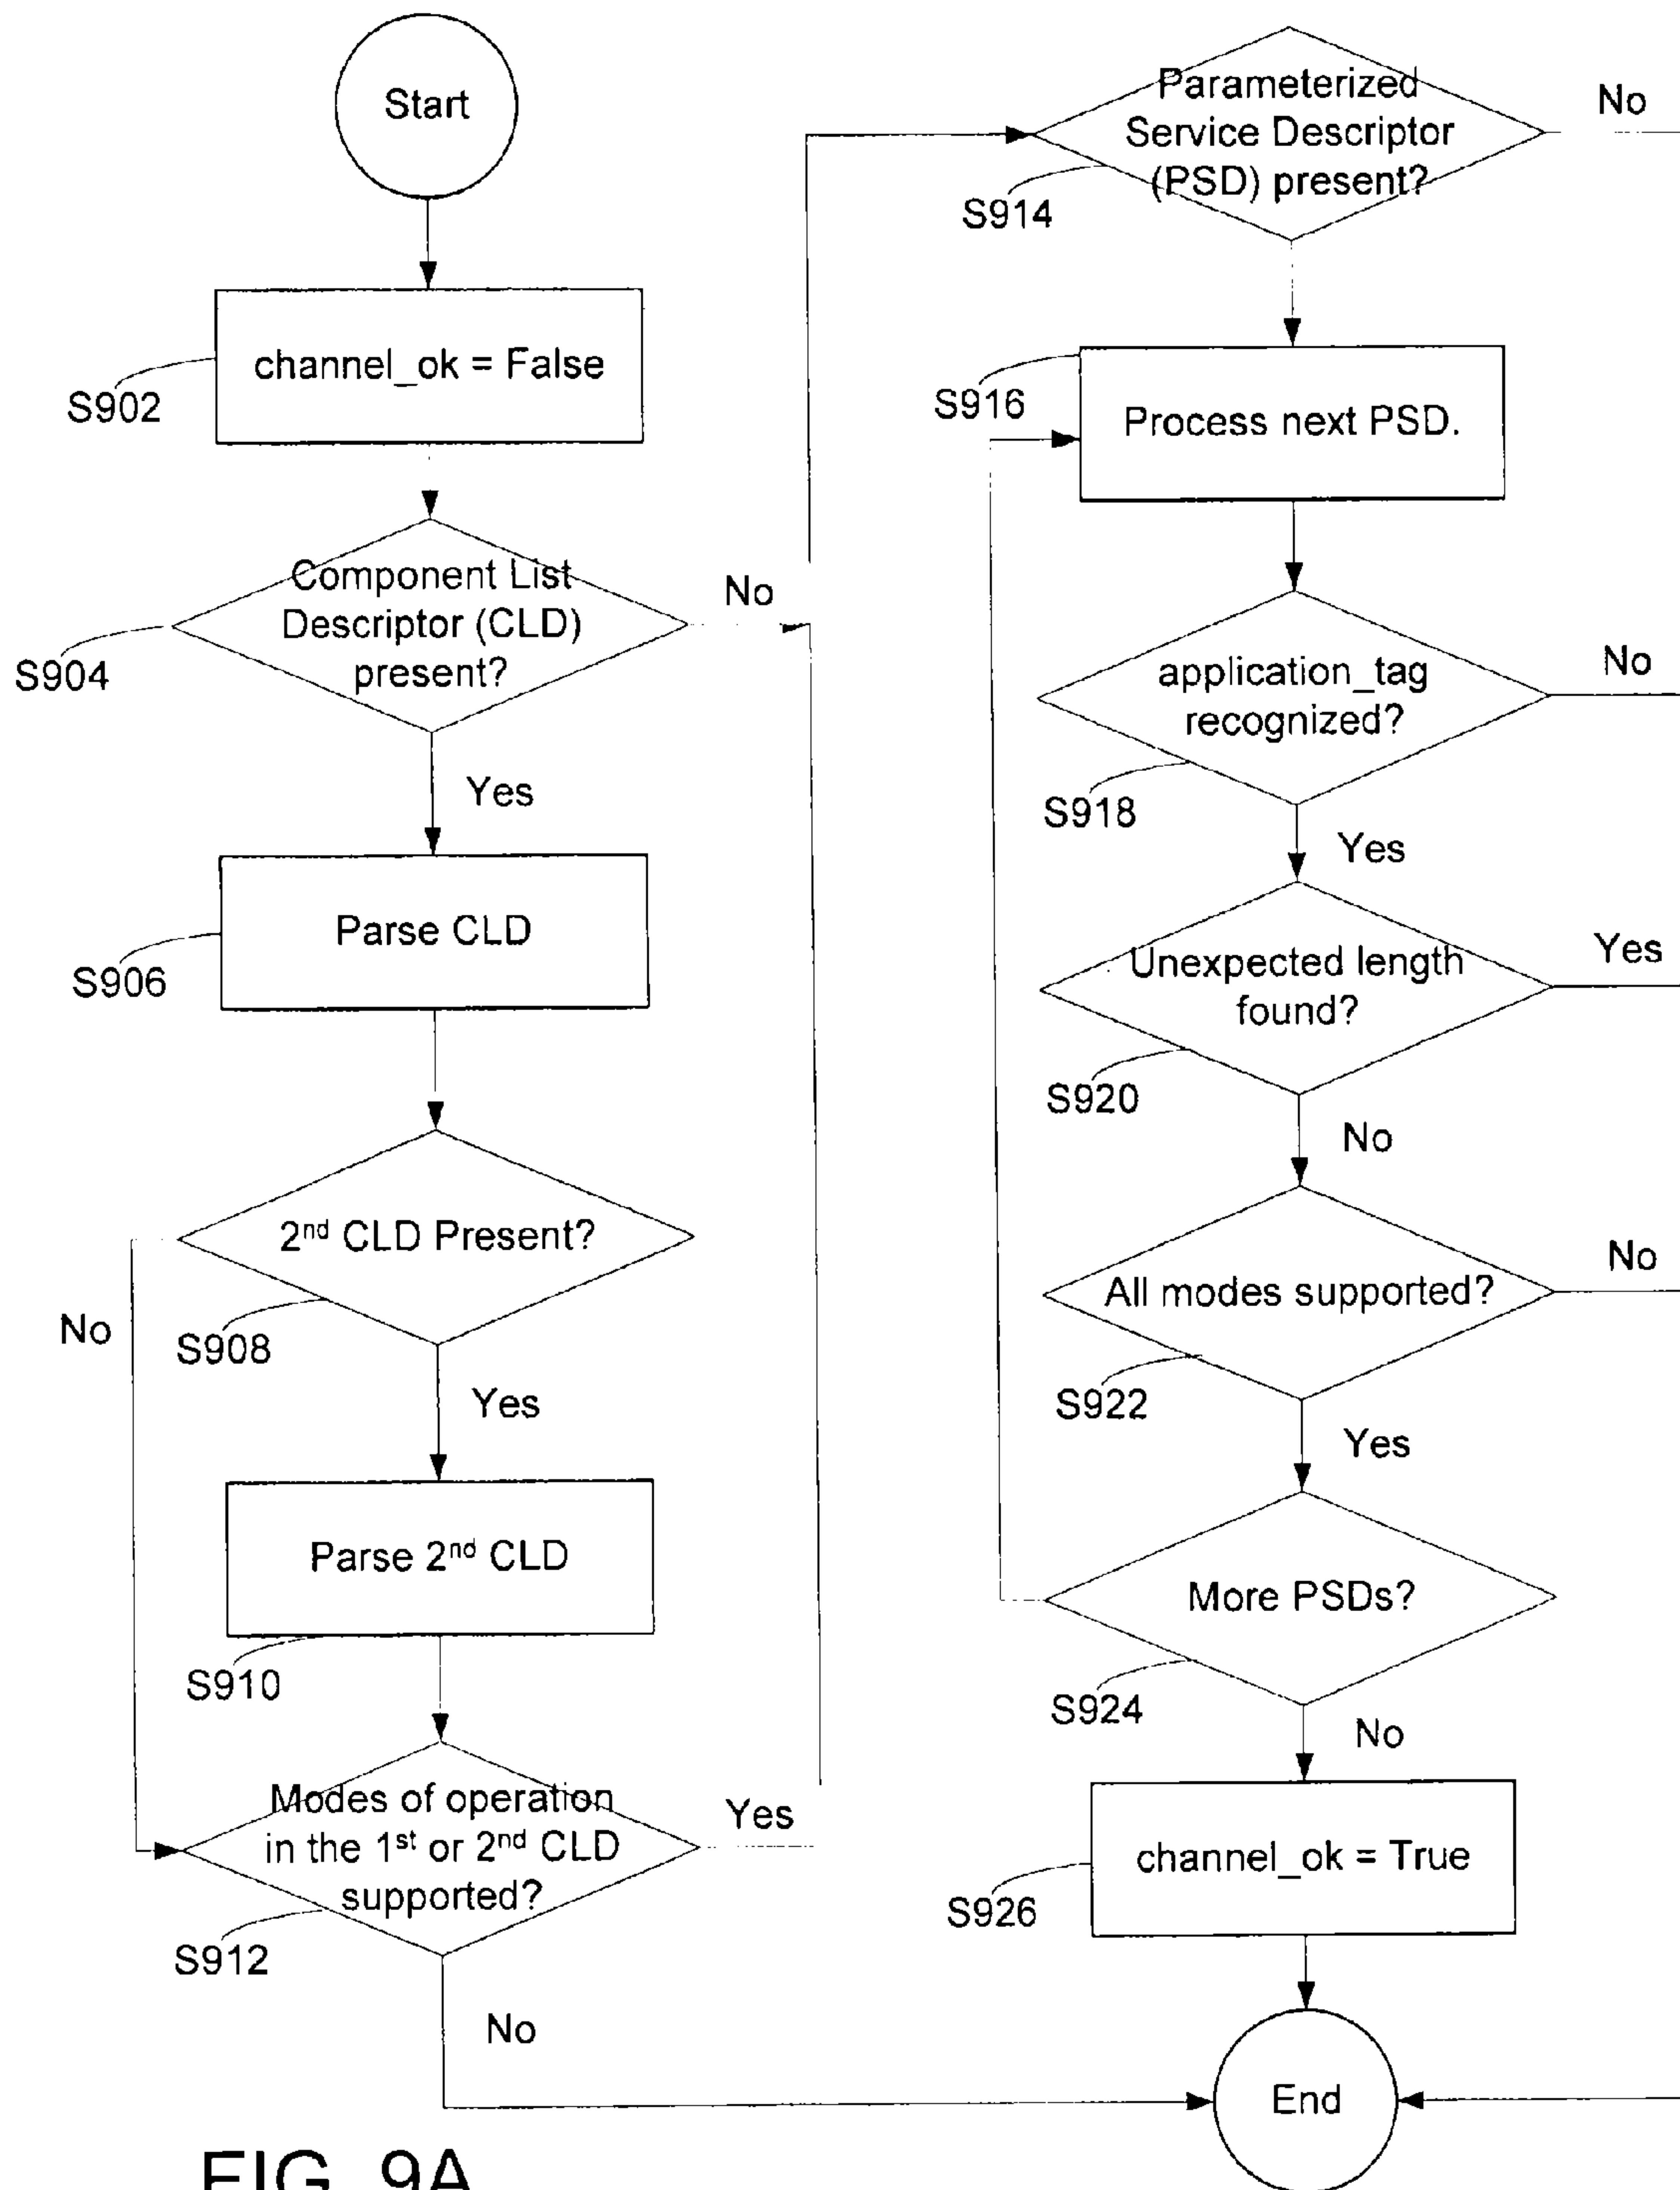 Start
channel_ok = False
S902
Component List
Descriptor (CLD)
present?
No
S904
Yes
Parse CLD
S906
2nd CLD Present?
No
S908
Yes
Parse 2nd CLD
S910
Modes of operation
in the 1st or 2nd CLD
supported?
Yes
S912
No
Parameterized
Service Descriptor
(PSD) present?
No
S914
Process next PSD.
S916
application_tag
recognized?
No
S918
Yes
Unexpected length
found?
Yes
S920
No
All modes supported?
No
S922
Yes
More PSDs?
S924
No
channel_ok = True
S926
End
FIG. 9A